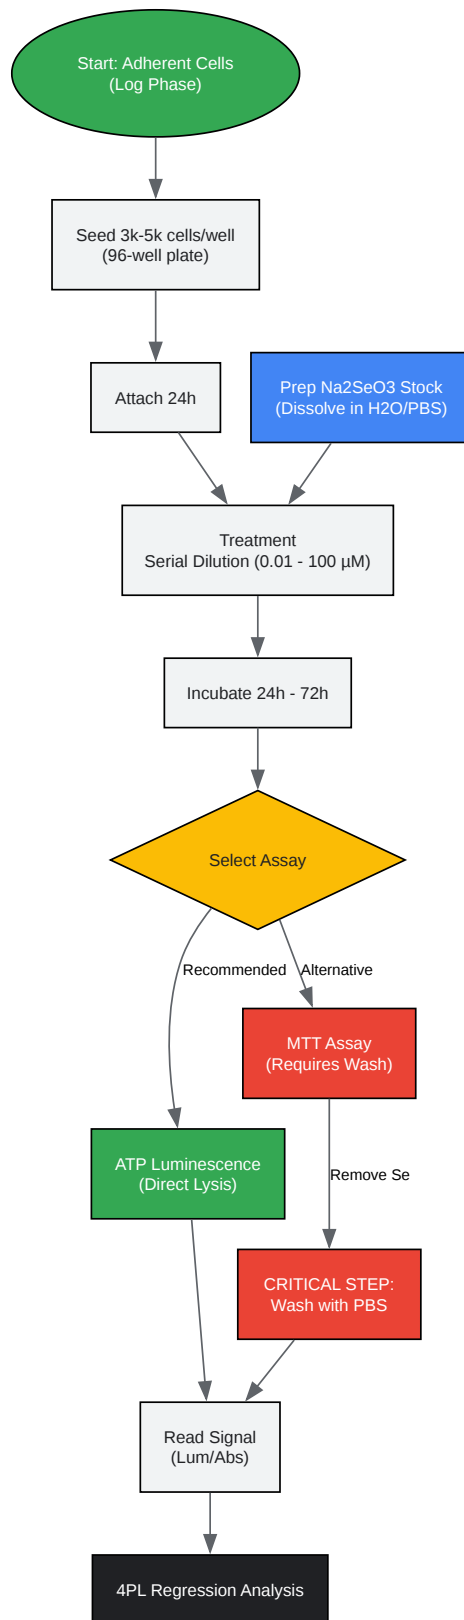 Start: Adherent Cells
(Log Phase)
Seed 3k-5k cells/well
(96-well plate)
Attach 24h
Prep Na2SeO3 Stock
(Dissolve in H2O/PBS)
Treatment
Serial Dilution (0.01 - 100 µM)
Incubate 24h - 72h
Select Assay
Recommended
Alternative
MTT Assay
(Requires Wash)
ATP Luminescence
(Direct Lysis)
Remove Se
CRITICAL STEP:
Wash with PBS
Read Signal
(Lum/Abs)
4PL Regression Analysis